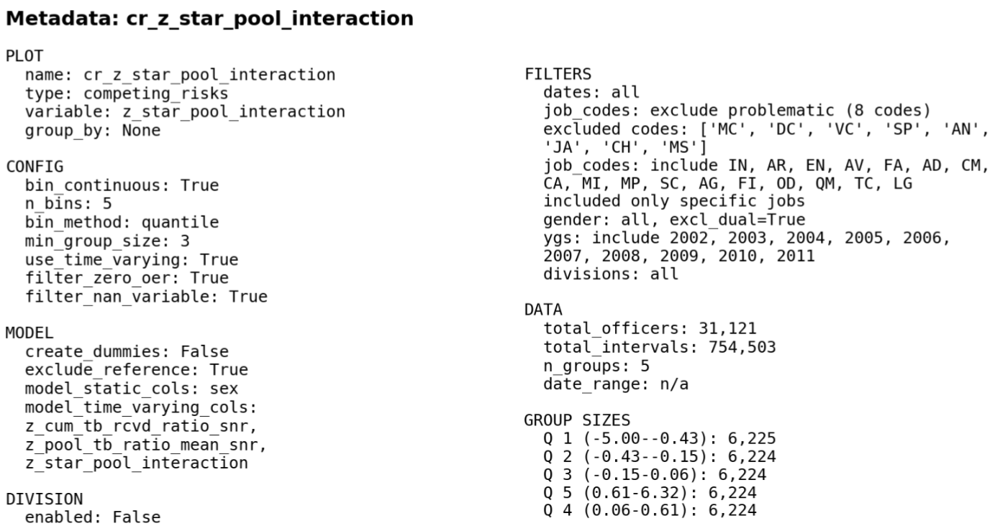 Metadata: cr_z_star_pool_interaction
PLOT
name: cr_z_star_pool_interaction
type: competing_risks
variable: z_star_pool_interaction
group_by: None
CONFIG
bin_continuous: True
n_bins: 5
bin_method: quantile
min_group_size: 3
use_time_varying: True
filter_zero_oer: True
filter_nan_variable: True
MODEL
create_dummies: False
exclude_reference: True
model_static_cols: sex
model_time_varying_cols:
z_cum_tb_rcvd_ratio_snr,
z_pool_tb_ratio_mean_snr,
z_star_pool_interaction
DIVISION
enabled: False
FILTERS
dates: all
job_codes: exclude problematic (8 codes)
excluded codes: ['MC', 'DC', 'VC', 'SP', 'AN',
'JA', 'CH', 'MS']
job_codes: include IN, AR, EN, AV, FA, AD, CM,
CA, MI, MP, SC, AG, FI, OD, QM, TC, LG
included only specific jobs
gender: all, excl_dual=True
ygs: include 2002, 2003, 2004, 2005, 2006,
2007, 2008, 2009, 2010, 2011
divisions: all
DATA
total_officers: 31,121
total_intervals: 754,503
n_groups: 5
date_range: n/a
GROUP SIZES
Q 1 (-5.00--0.43): 6,225
Q 2 (-0.43--0.15): 6,224
Q 3 (-0.15-0.06): 6,224
Q 5 (0.61-6.32): 6,224
Q 4 (0.06-0.61): 6,224